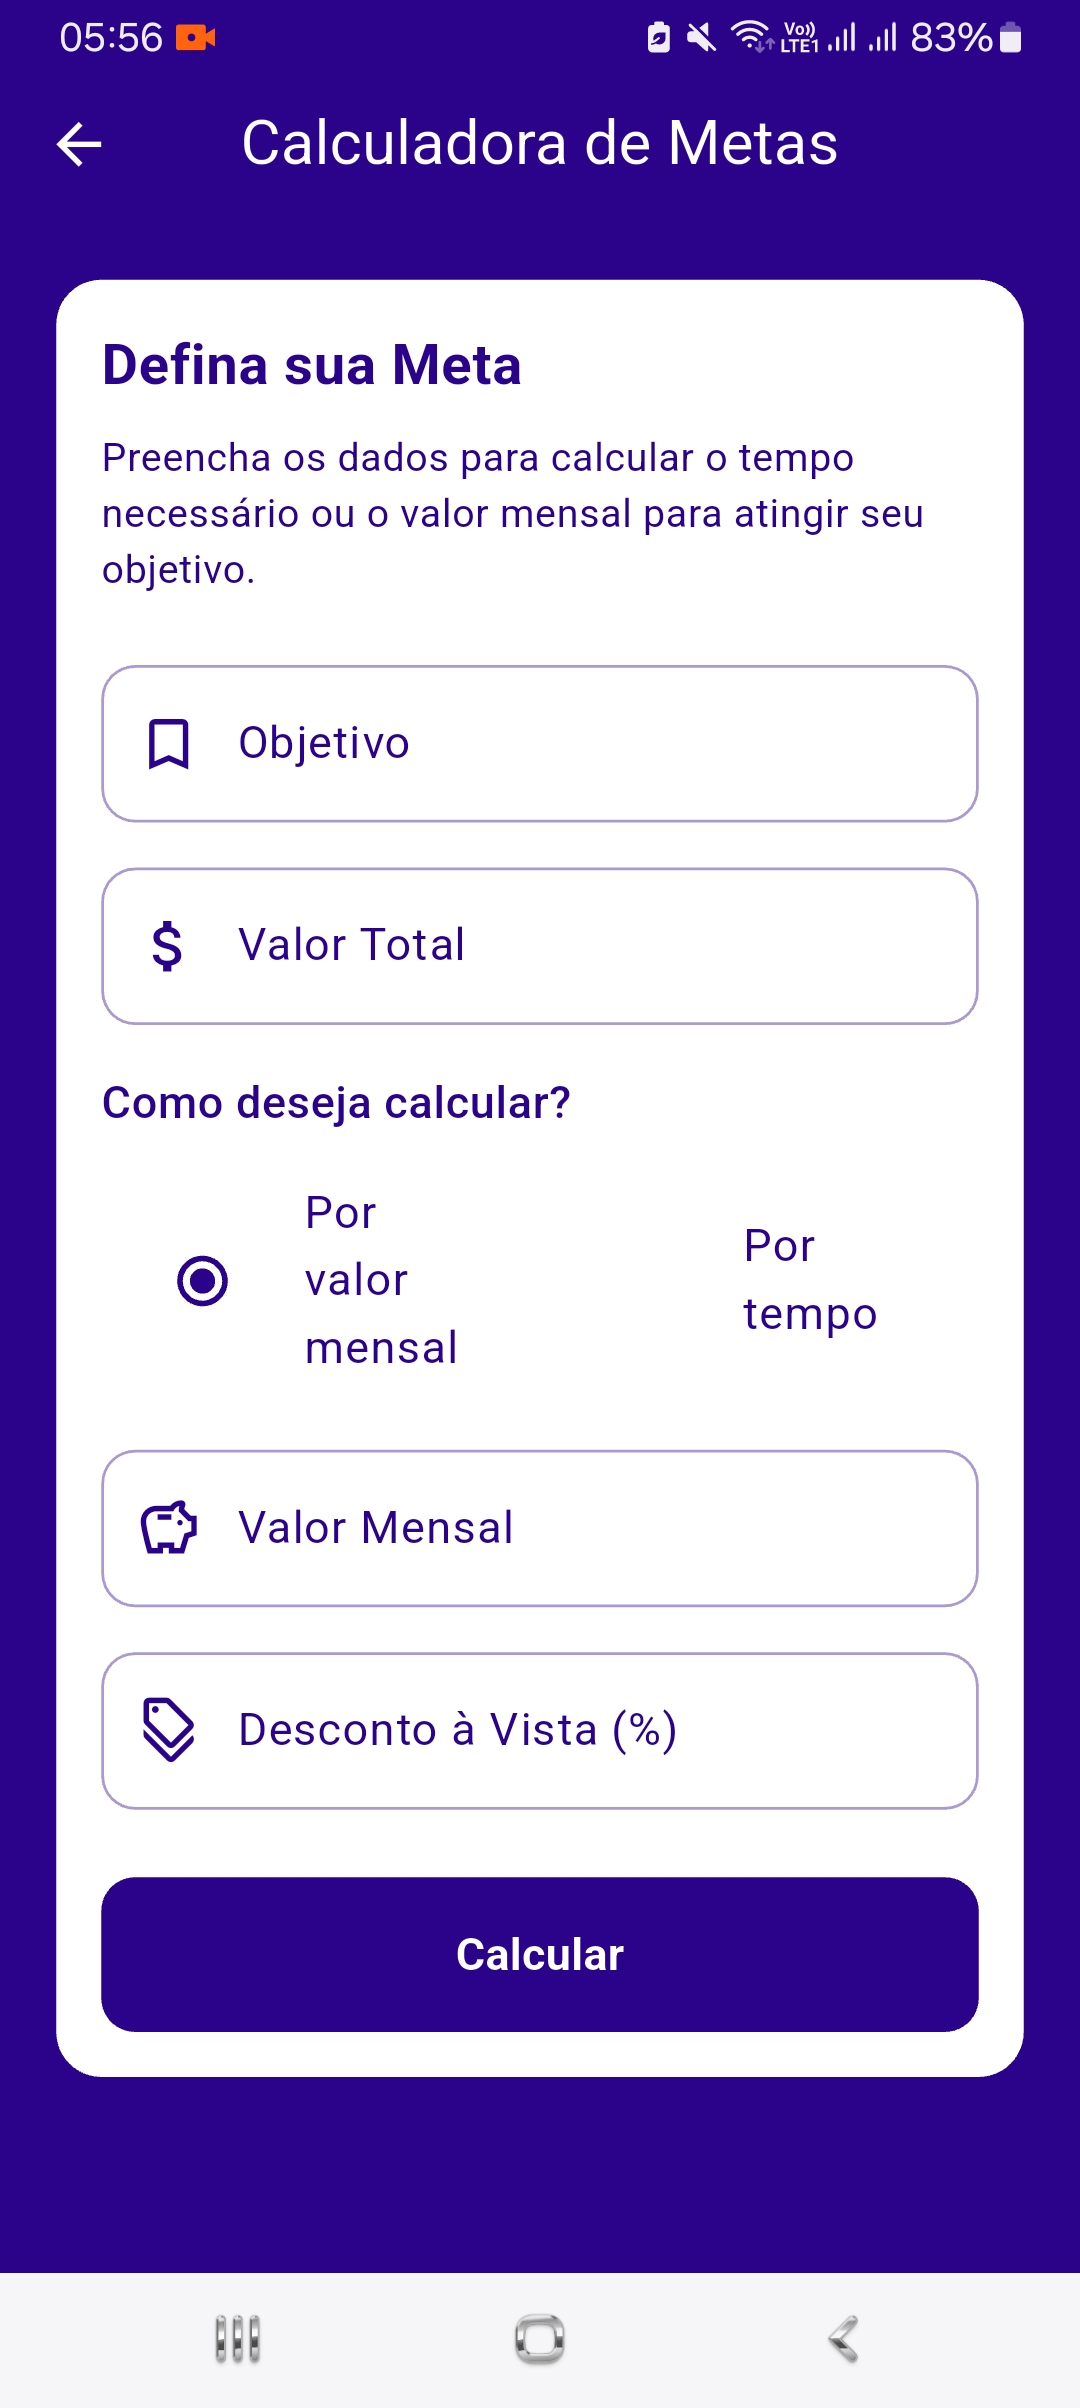 05:56
Vo)) LTE1 83%
Calculadora de Metas
Defina sua Meta
Preencha os dados para calcular o tempo
necessário ou o valor mensal para atingir seu
objetivo.
Objetivo
$ Valor Total
Como deseja calcular?
Por
valor
mensal
Por
tempo
Valor Mensal
Desconto à Vista (%)
Calcular